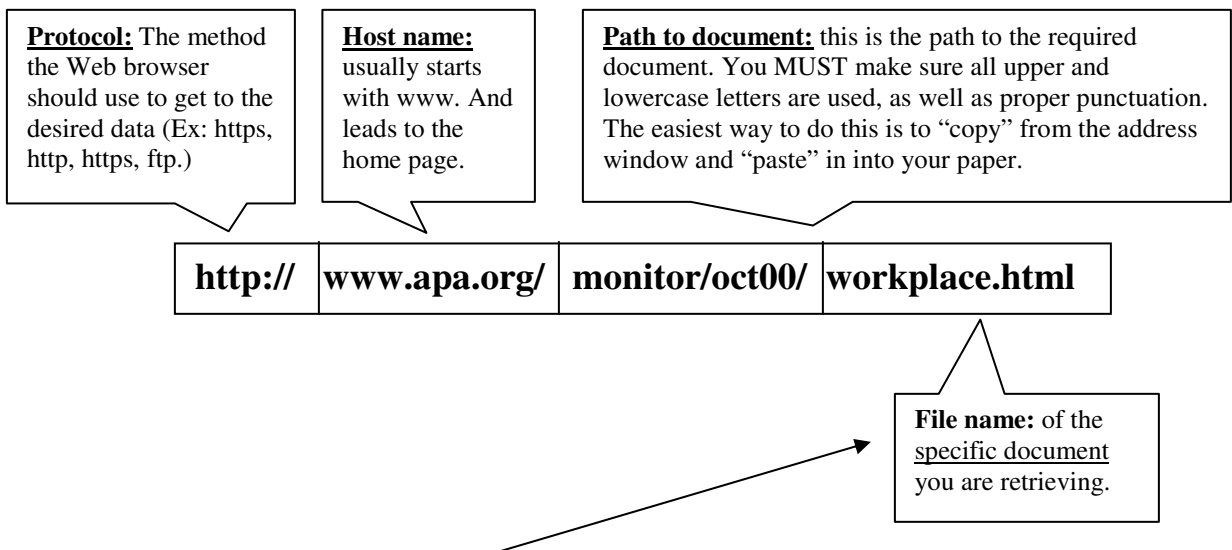 Protocol: The method
the Web browser
should use to get to the
desired data (Ex: https,
http, https, ftp.)
Host name:
usually starts
with www. And
leads to the
home page.
Path to document: this is the path to the required
document. You MUST make sure all upper and
lowercase letters are used, as well as proper punctuation.
The easiest way to do this is to “copy” from the address
window and “paste” in into your paper.
http:// www.apa.org/ monitor/oct00/ workplace.html
File name: of the
specific document
you are retrieving.